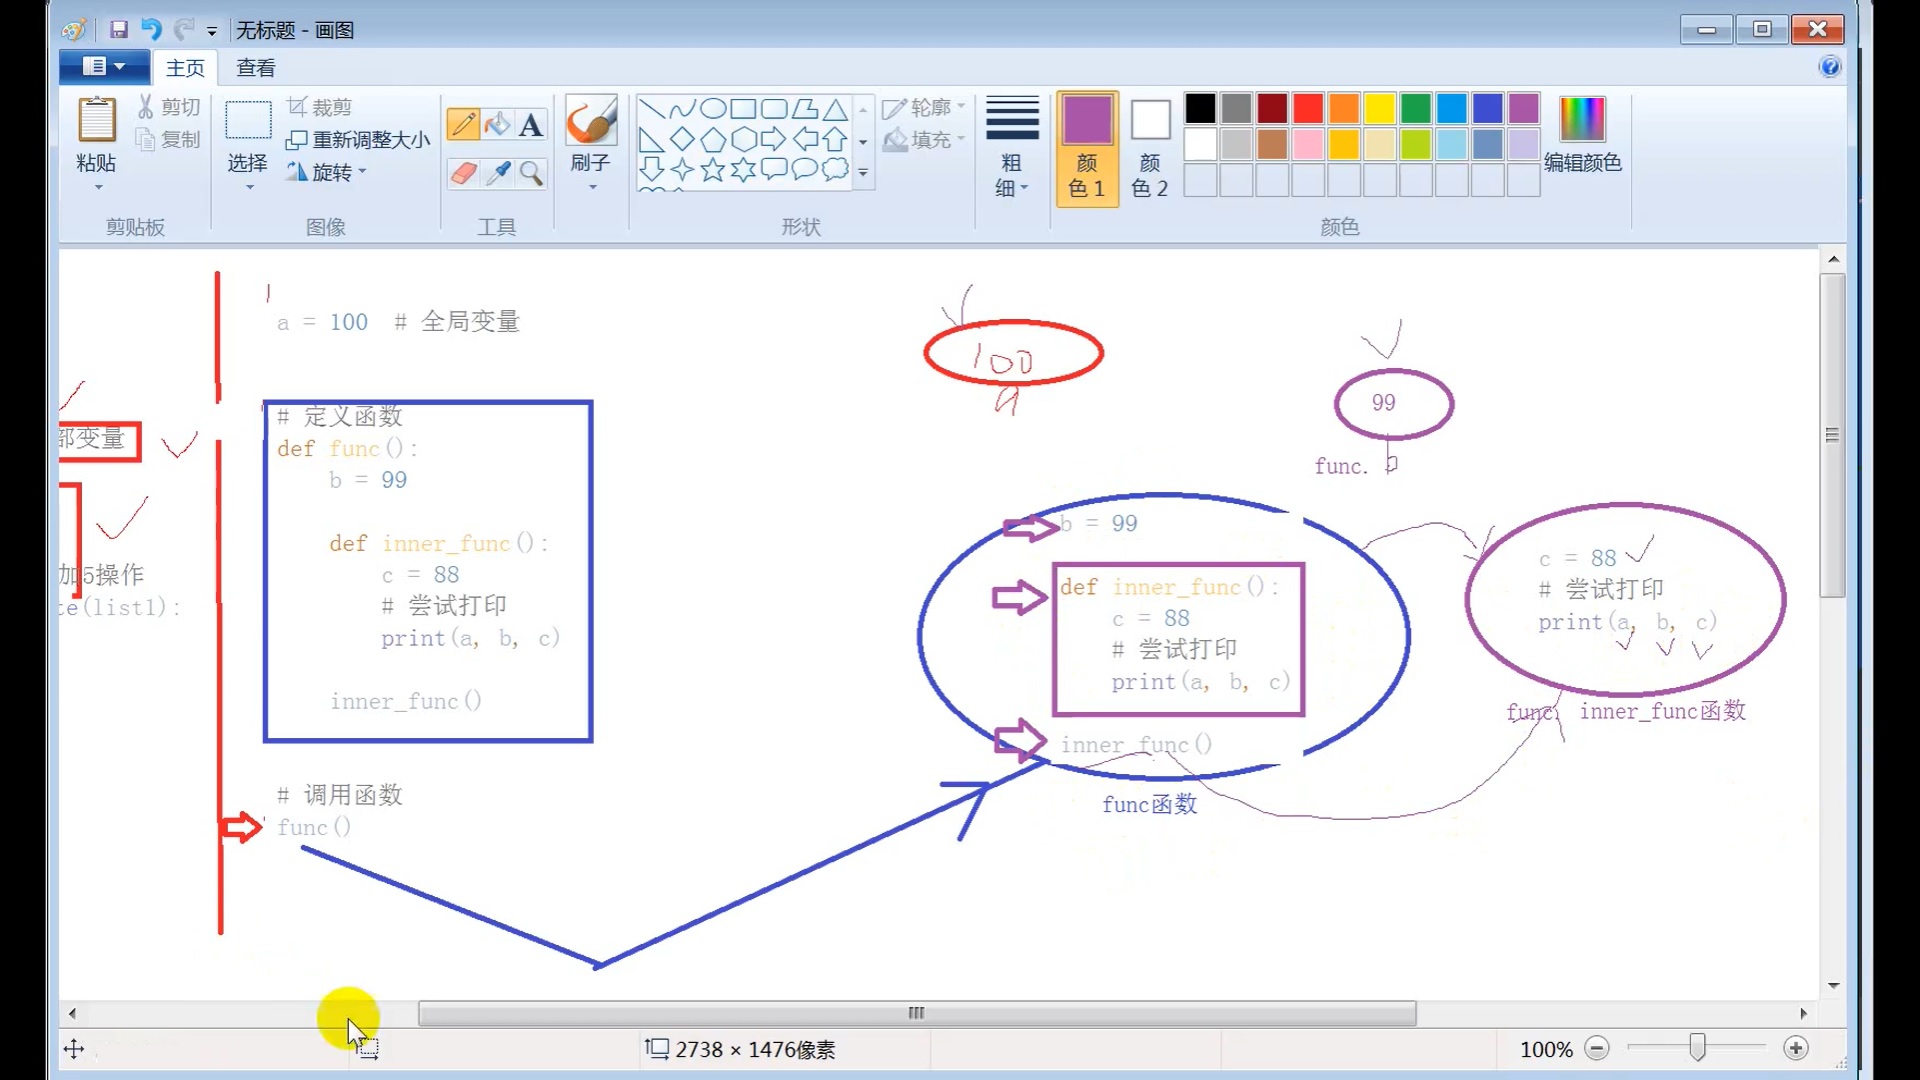 无标题 - 画图
主页 查看
粘贴 剪切 复制
剪贴板
选择 裁剪 重新调整大小 旋转
图像
A
工具
刷子
形状
轮廓
填充
粗细
颜色 1
颜色 2
编辑颜色
颜色
部变量
加5操作
te(list1):
a = 100  # 全局变量
# 定义函数
def func():
    b = 99
    def inner_func():
        c = 88
        # 尝试打印
        print(a, b, c)
    inner_func()
# 调用函数
func()
100
a
99
func. b
b = 99
def inner_func():
    c = 88
    # 尝试打印
    print(a, b, c)
inner_func()
func函数
c = 88
# 尝试打印
print(a, b, c)
func. inner_func函数
2738 × 1476像素
100%